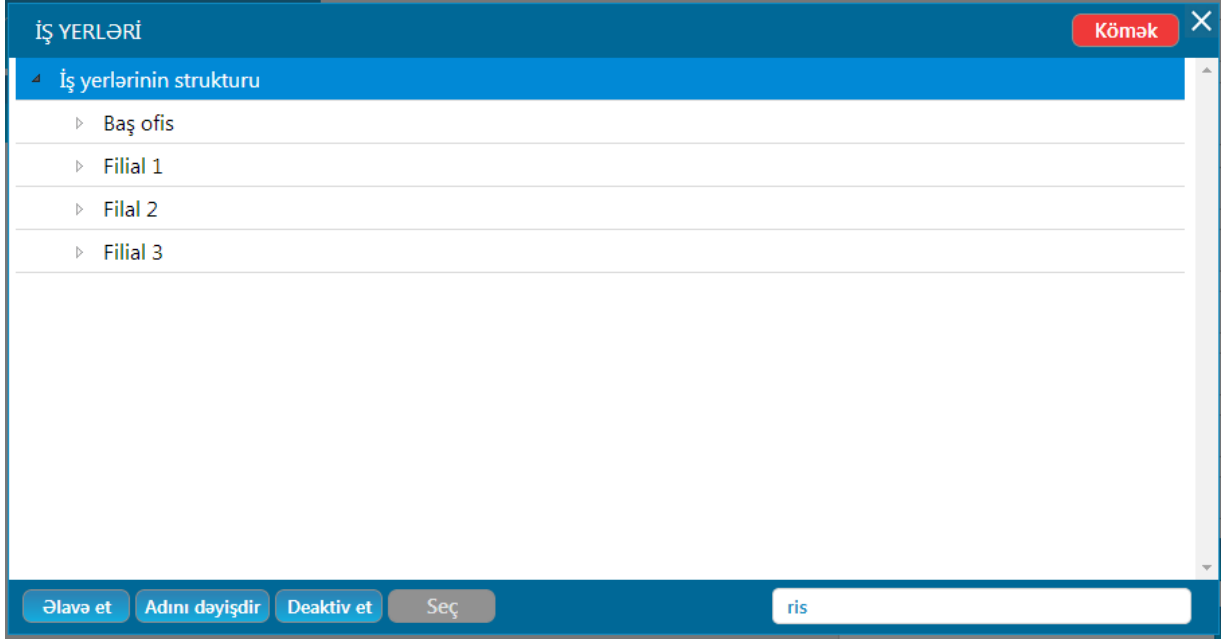 İŞ YERLƏRİ
Kömək
İş yerlərinin strukturu
Baş ofis
Filial 1
Filal 2
Filial 3
Əlavə et
Adını dəyişdir
Deaktiv et
Seç
ris